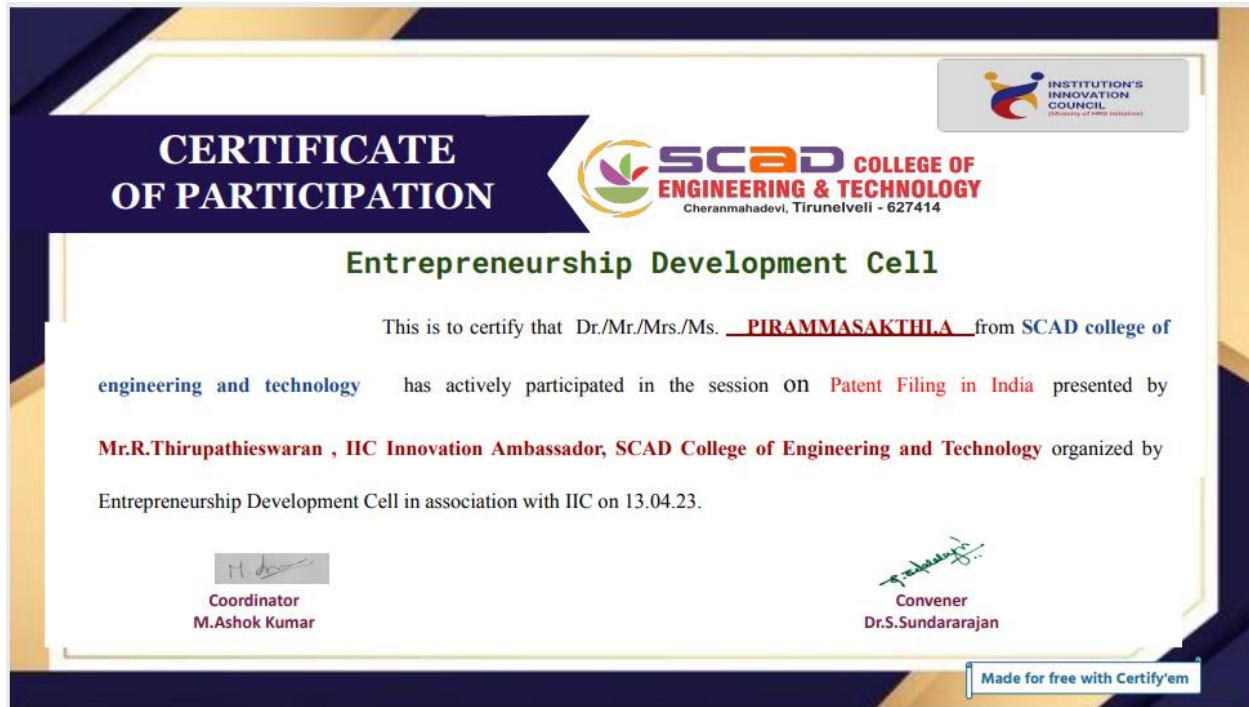 INSTITUTION'S
INNOVATION
COUNCIL
(Ministry of HRD Initiative)
CERTIFICATE
OF PARTICIPATION
SCAD COLLEGE OF
ENGINEERING & TECHNOLOGY
Cheranmahadevi, Tirunelveli - 627414
Entrepreneurship Development Cell
This is to certify that Dr./Mr./Mrs./Ms. PIRAMMASAKTHI.A from SCAD college of
engineering and technology has actively participated in the session on Patent Filing in India presented by
Mr.R.Thirupathieswaran , IIC Innovation Ambassador, SCAD College of Engineering and Technology organized by
Entrepreneurship Development Cell in association with IIC on 13.04.23.
Coordinator
M.Ashok Kumar
Convener
Dr.S.Sundararajan
Made for free with Certify'em